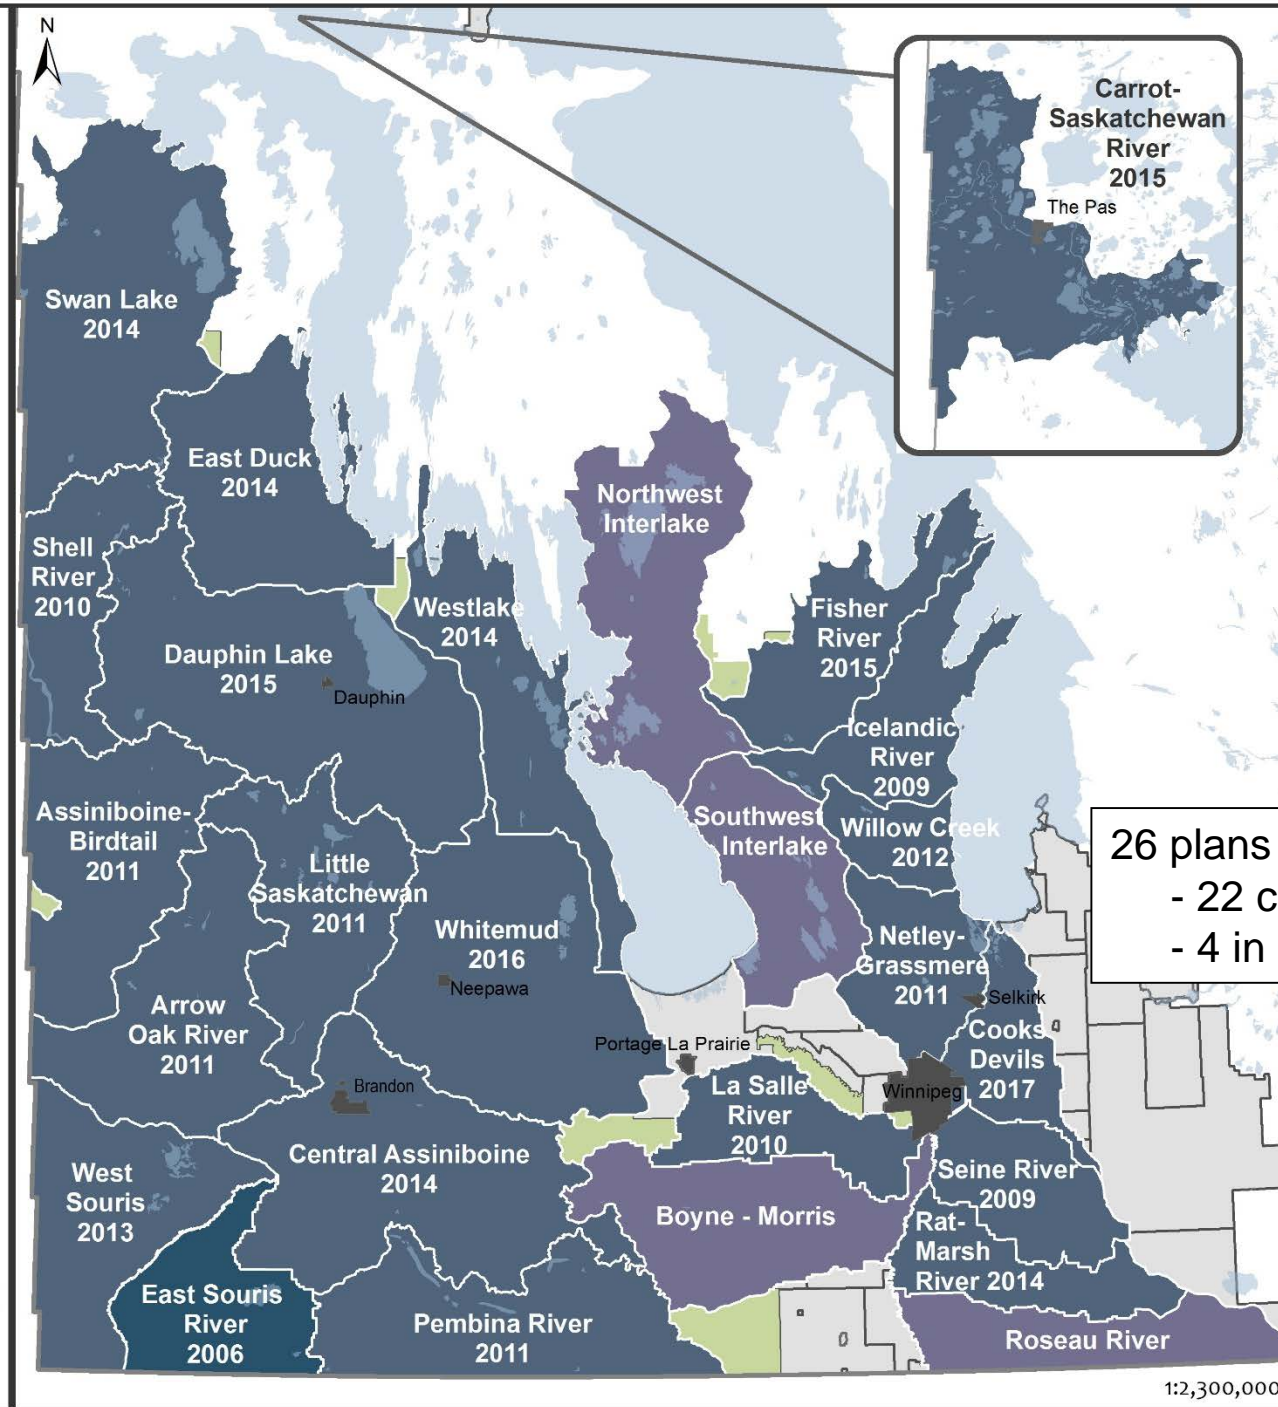 N
Carrot-
Saskatchewan
River
2015
The Pas
Swan Lake
2014
East Duck
2014
Northwest
Interlake
Shell
River
2010
Westlake
2014
Fisher
River
2015
Dauphin Lake
2015
Dauphin
Icelandic
River
2009
Assiniboine-
Birdtail
2011
Southwest
Interlake
Willow Creek
2012
Little
Saskatchewan
2011
26 plans
- 22 c
- 4 in
Whitemud
2016
Neepawa
Netley-
Grassmere
2011
Selkirk
Arrow
Oak River
2011
Cooks
Devils
2017
Portage La Prairie
Brandon
La Salle
River
2010
Winnipeg
Central Assiniboine
2014
West
Souris
2013
Seine River
2009
Boyne - Morris
Rat-
Marsh
River 2014
East Souris
River
2006
Pembina River
2011
Roseau River
1:2,300,000